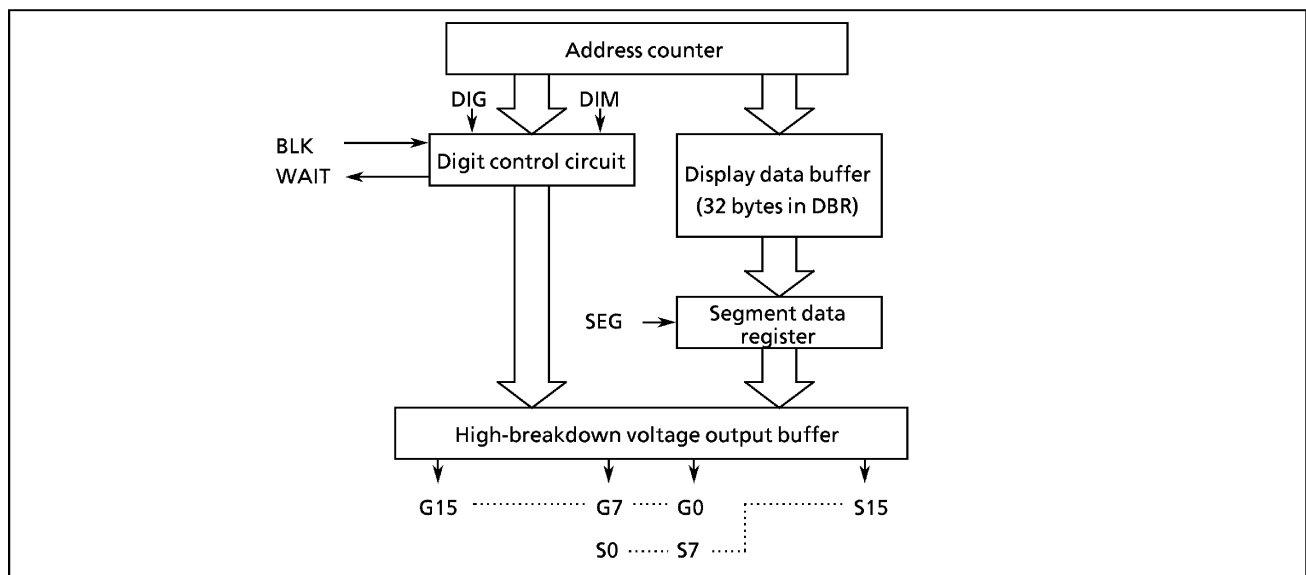 Address counter
DIG
DIM
BLK
WAIT
Digit control circuit
Display data buffer
(32 bytes in DBR)
SEG
Segment data
register
High-breakdown voltage output buffer
G15 G7 G0 S15
S0 S7